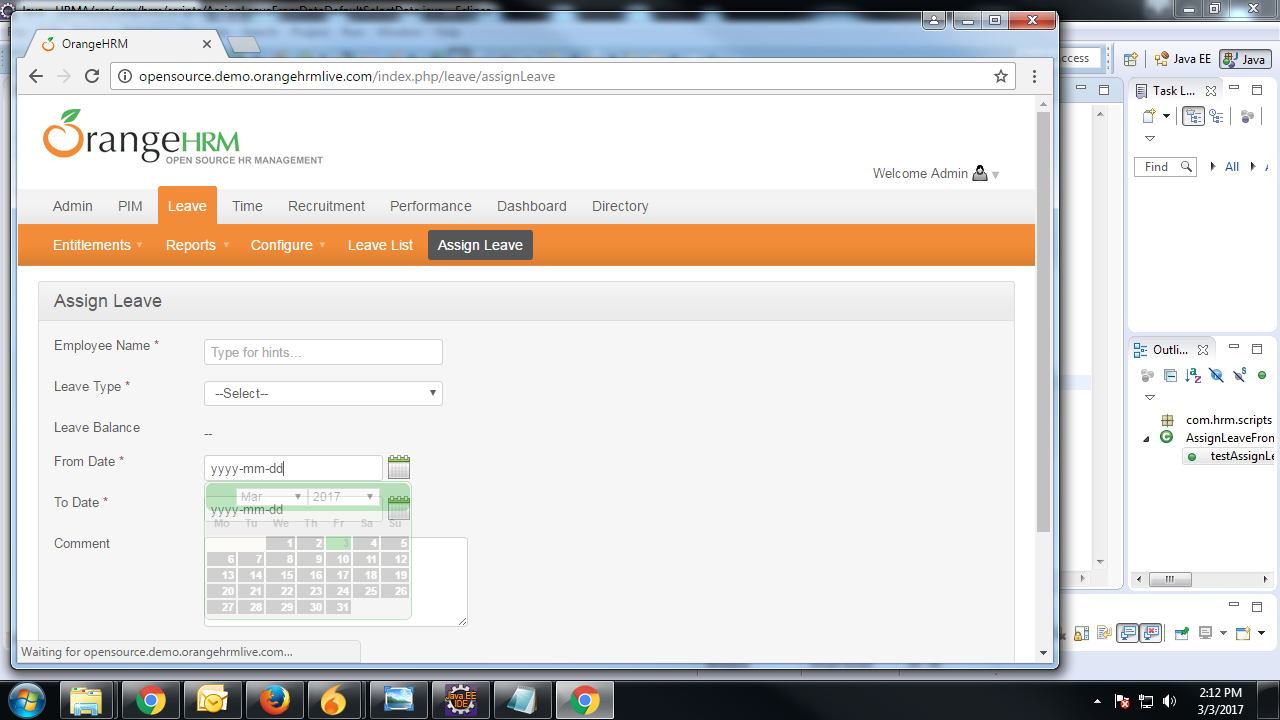 OrangeHRM
opensource.demo.orangehrmlive.com/index.php/leave/assignLeave
OrangeHRM
OPEN SOURCE HR MANAGEMENT
Welcome Admin
Admin PIM Leave Time Recruitment Performance Dashboard Directory
Entitlements Reports Configure Leave List Assign Leave
Assign Leave
Employee Name *
Type for hints...
Leave Type *
--Select--
Leave Balance
--
From Date *
yyyy-mm-dd
Mar 2017
To Date *
yyyy-mm-dd
Mo Tu We Th Fr Sa Su
Comment
1 2 3 4 5
6 7 8 9 10 11 12
13 14 15 16 17 18 19
20 21 22 23 24 25 26
27 28 29 30 31
Waiting for opensource.demo.orangehrmlive.com...
Java EE
Java
Task L...
Find
All
Outli...
com.hrm.scripts
AssignLeaveFron
testAssignLe
Java EE
IDE
2:12 PM
3/3/2017